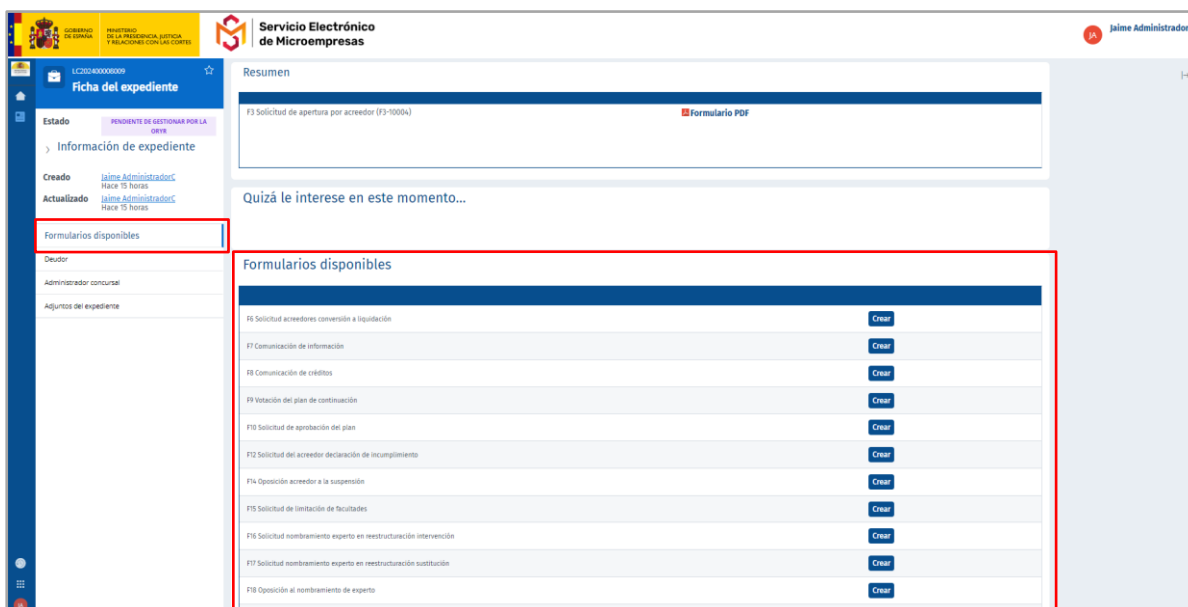 GOBIERNO DE ESPAÑA
MINISTERIO DE LA PRESIDENCIA, JUSTICIA Y RELACIONES CON LAS CORTES
Servicio Electrónico
de Microempresas
JA
Jaime Administrador
LC202400008009
Ficha del expediente
Estado
PENDIENTE DE GESTIONAR POR LA
ORYR
Información de expediente
Creado
Jaime AdministradorC
Hace 15 horas
Actualizado
Jaime AdministradorC
Hace 15 horas
Formularios disponibles
Deudor
Administrador concursal
Adjuntos del expediente
Resumen
F3 Solicitud de apertura por acreedor (F3-10004)
Formulario PDF
Quizá le interese en este momento...
Formularios disponibles
F6 Solicitud acreedores conversión a liquidación Crear
F7 Comunicación de información Crear
F8 Comunicación de créditos Crear
F9 Votación del plan de continuación Crear
F10 Solicitud de aprobación del plan Crear
F12 Solicitud del acreedor declaración de incumplimiento Crear
F14 Oposición acreedor a la suspensión Crear
F15 Solicitud de limitación de facultades Crear
F16 Solicitud nombramiento experto en reestructuración intervención Crear
F17 Solicitud nombramiento experto en reestructuración sustitución Crear
F18 Oposición al nombramiento de experto Crear
JA